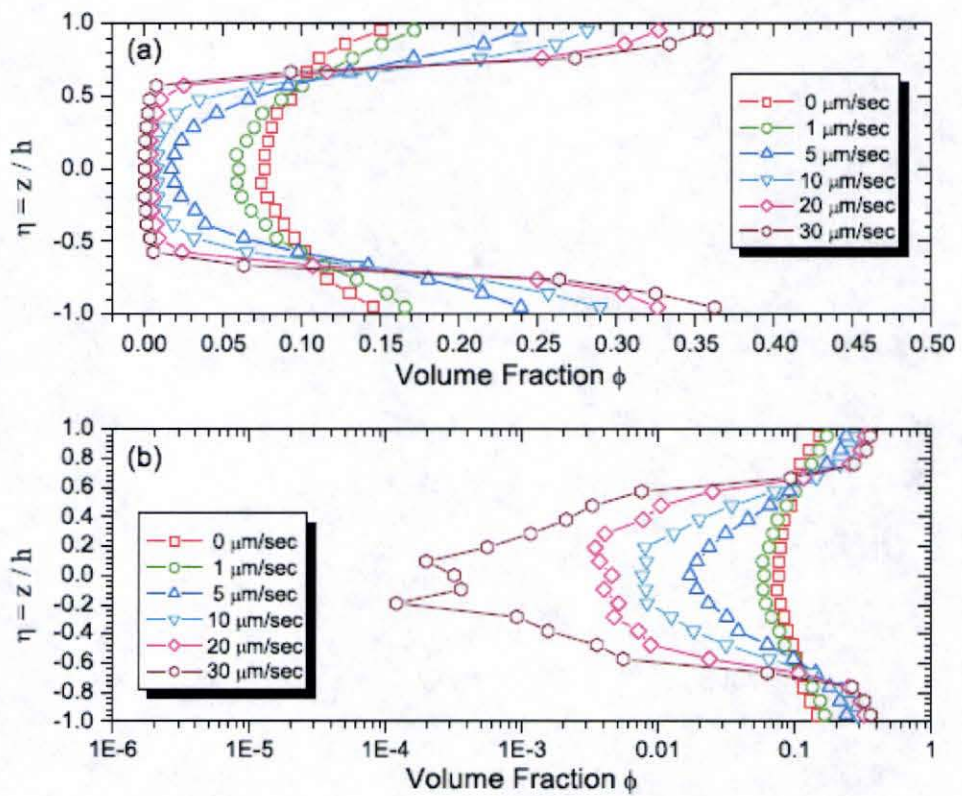 (a)
1.0
0.5
0.0
-0.5
-1.0
η = z / h
0.00 0.05 0.10 0.15 0.20 0.25 0.30 0.35 0.40 0.45 0.50
Volume Fraction ϕ
0 μm/sec
1 μm/sec
5 μm/sec
10 μm/sec
20 μm/sec
30 μm/sec
(b)
1.0
0.8
0.6
0.4
0.2
0.0
-0.2
-0.4
-0.6
-0.8
-1.0
η = z / h
0 μm/sec
1 μm/sec
5 μm/sec
10 μm/sec
20 μm/sec
30 μm/sec
1E-6 1E-5 1E-4 1E-3 0.01 0.1 1
Volume Fraction ϕ